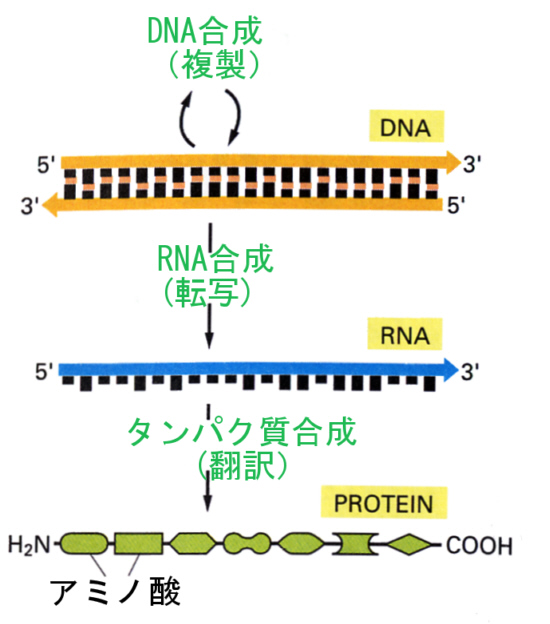 DNA合成
(複製)
DNA
5' 3'
3' 5'
RNA合成
(転写)
RNA
5' 3'
タンパク質合成
(翻訳)
PROTEIN
H₂N COOH
アミノ酸